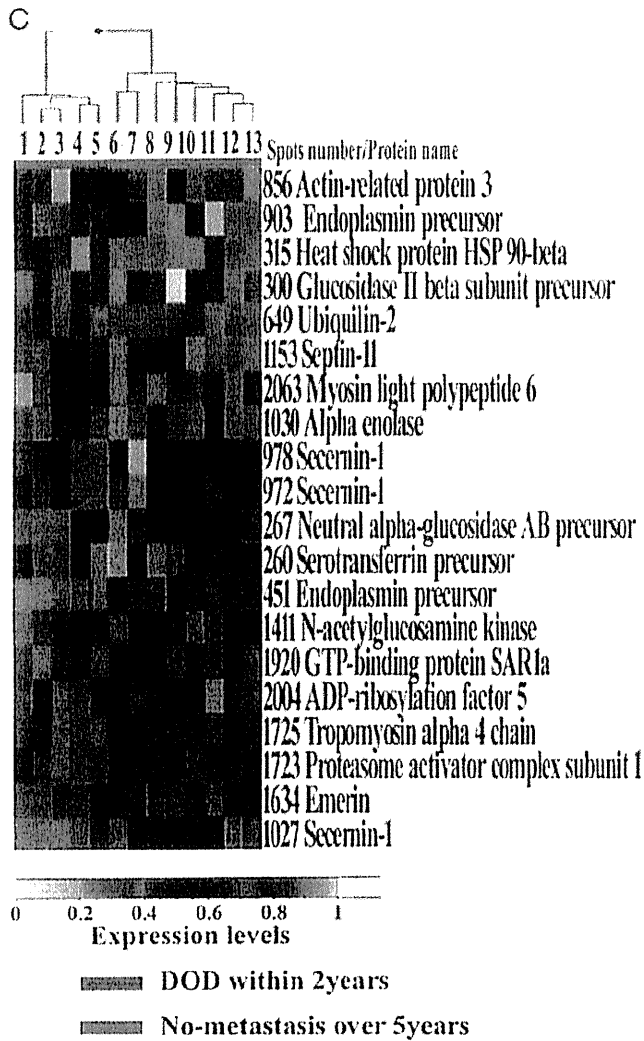 C
1 2 3 4 5 6 7 8 9 10 11 12 13 Spots number/Protein name
856 Actin-related protein 3
903 Endoplasmin precursor
315 Heat shock protein HSP 90-beta
300 Glucosidase II beta subunit precursor
649 Ubiquilin-2
1153 Septin-11
2063 Myosin light polypeptide 6
1030 Alpha enolase
978 Secernin-1
972 Secernin-1
267 Neutral alpha-glucosidase AB precursor
260 Serotransferrin precursor
451 Endoplasmin precursor
1411 N-acetylglucosamine kinase
1920 GTP-binding protein SAR1a
2004 ADP-ribosylation factor 5
1725 Tropomyosin alpha 4 chain
1723 Proteasome activator complex subunit 1
1634 Emerin
1027 Secernin-1
0 0.2 0.4 0.6 0.8 1
Expression levels
DOD within 2years
No-metastasis over 5years